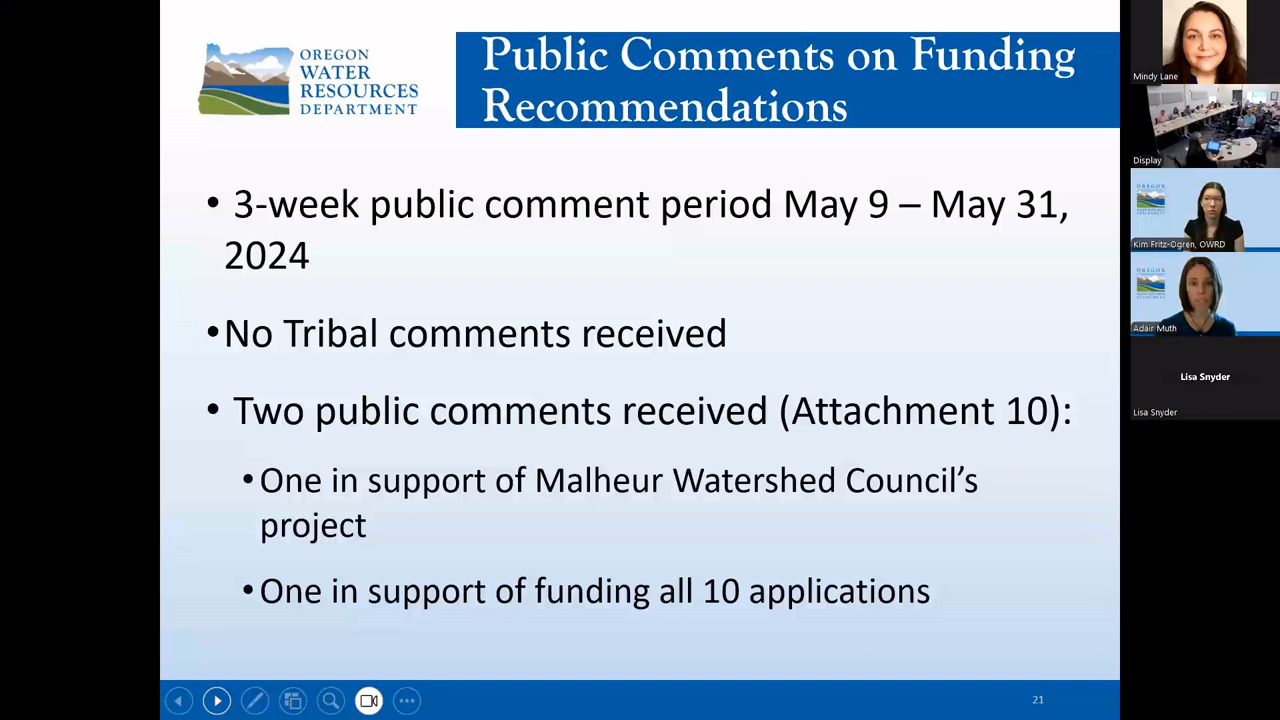 OREGON
WATER
RESOURCES
DEPARTMENT
Public Comments on Funding
Recommendations
• 3-week public comment period May 9 – May 31,
2024
•No Tribal comments received
• Two public comments received (Attachment 10):
•One in support of Malheur Watershed Council’s
project
•One in support of funding all 10 applications
21
Mindy Lane
Display
OREGON
Kim Fritz-Ogren, OWRD
OREGON
Adair Muth
Lisa Snyder
Lisa Snyder